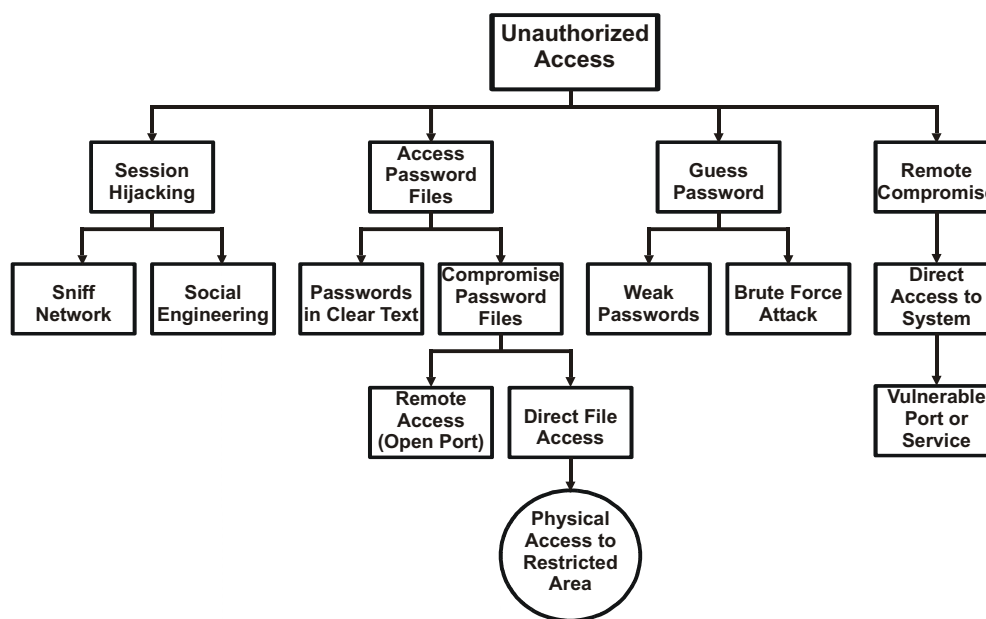 Unauthorized
Access
Session
Hijacking
Access
Password
Files
Guess
Password
Remote
Compromise
Sniff
Network
Social
Engineering
Passwords
in Clear Text
Compromise
Password
Files
Weak
Passwords
Brute Force
Attack
Direct
Access to
System
Remote
Access
(Open Port)
Direct File
Access
Vulnerable
Port or
Service
Physical
Access to
Restricted
Area